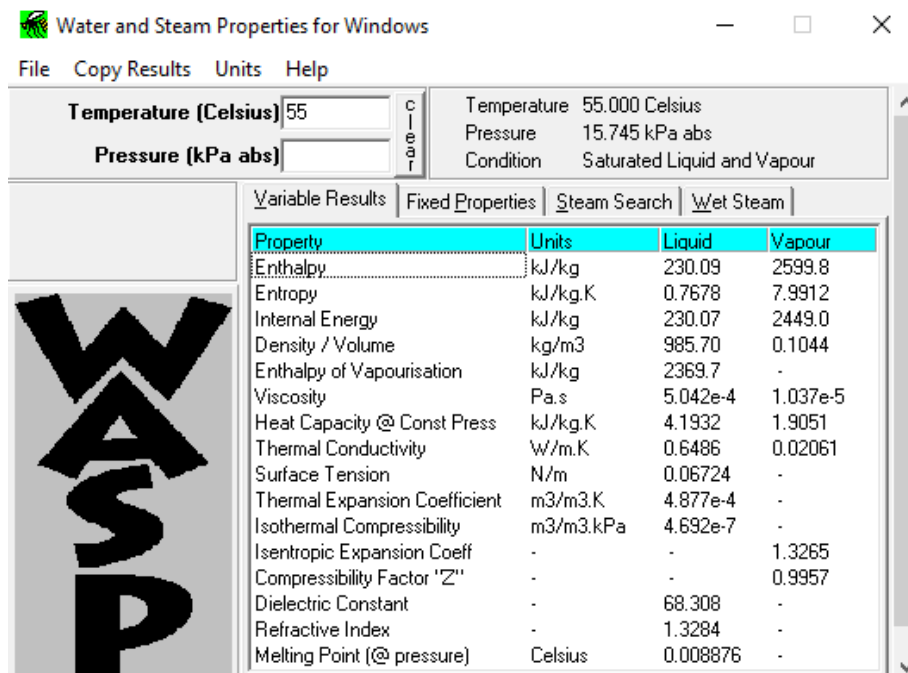 Water and Steam Properties for Windows
File Copy Results Units Help
Temperature (Celsius) 55
Pressure (kPa abs)
clear
Temperature 55.000 Celsius
Pressure 15.745 kPa abs
Condition Saturated Liquid and Vapour
Variable Results Fixed Properties Steam Search Wet Steam
Property Units Liquid Vapour
Enthalpy kJ/kg 230.09 2599.8
Entropy kJ/kg.K 0.7678 7.9912
Internal Energy kJ/kg 230.07 2449.0
Density / Volume kg/m3 985.70 0.1044
Enthalpy of Vapourisation kJ/kg 2369.7 -
Viscosity Pa.s 5.042e-4 1.037e-5
Heat Capacity @ Const Press kJ/kg.K 4.1932 1.9051
Thermal Conductivity W/m.K 0.6486 0.02061
Surface Tension N/m 0.06724 -
Thermal Expansion Coefficient m3/m3.K 4.877e-4 -
Isothermal Compressibility m3/m3.kPa 4.692e-7 -
Isentropic Expansion Coeff - - 1.3265
Compressibility Factor "Z" - - 0.9957
Dielectric Constant - 68.308 -
Refractive Index - 1.3284 -
Melting Point (@ pressure) Celsius 0.008876 -
WASP